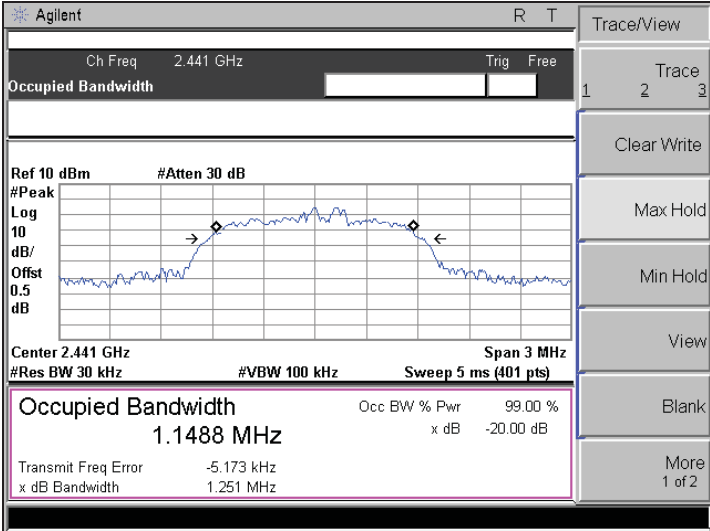 Agilent R T
Ch Freq 2.441 GHz Trig Free
Occupied Bandwidth
Ref 10 dBm #Atten 30 dB
#Peak
Log
10
dB/
Offst
0.5
dB
Center 2.441 GHz Span 3 MHz
#Res BW 30 kHz #VBW 100 kHz Sweep 5 ms (401 pts)
Occupied Bandwidth Occ BW % Pwr 99.00 %
1.1488 MHz x dB -20.00 dB
Transmit Freq Error -5.173 kHz
x dB Bandwidth 1.251 MHz
Trace/View
Trace
1 2 3
Clear Write
Max Hold
Min Hold
View
Blank
More
1 of 2